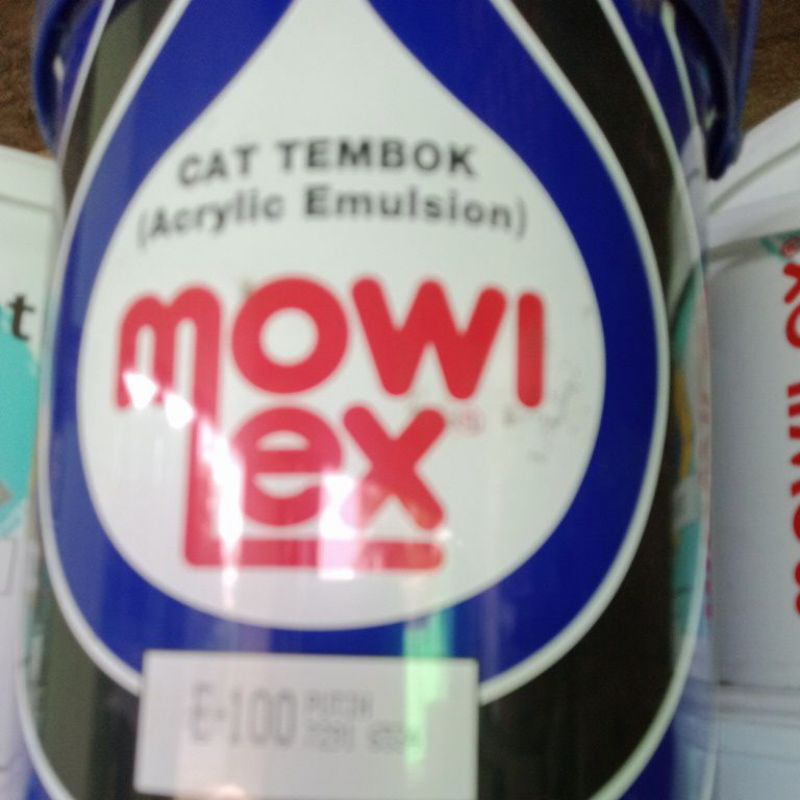 CAT TEMBOK
(Acrylic Emulsion)
mowi
lex
E-100
t